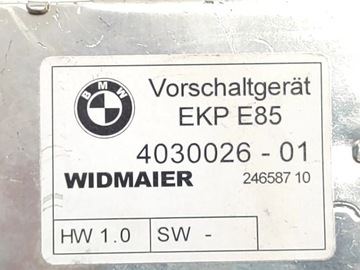 BMW
Vorschaltgerät
EKP E85
4030026 - 01
WIDMAIER 246587 10
HW 1.0 SW -